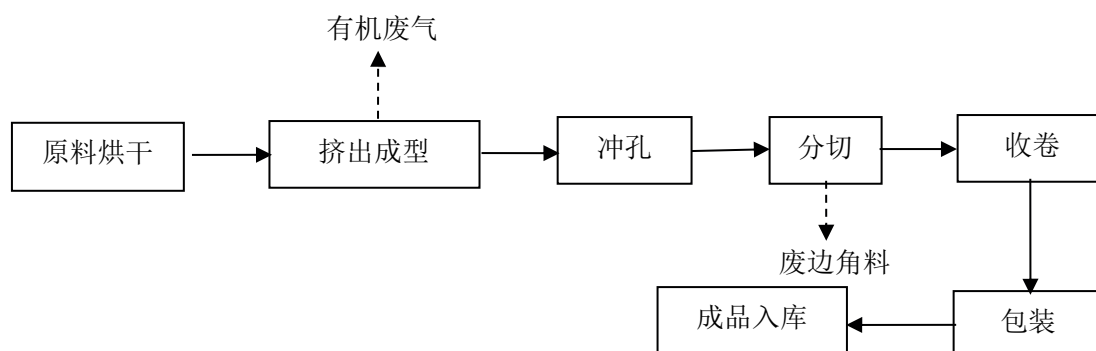 有机废气
原料烘干
挤出成型
冲孔
分切
收卷
废边角料
成品入库
包装